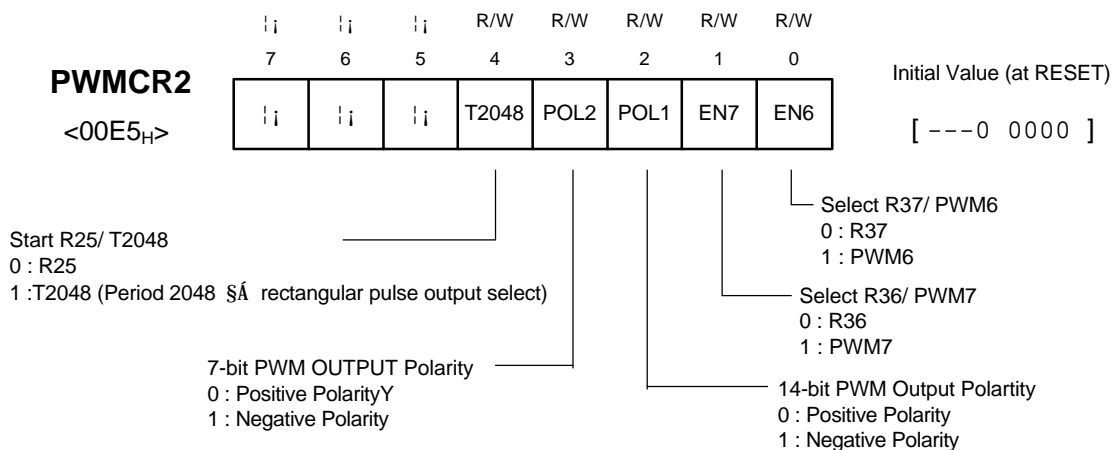 ¦¡ ¦¡ ¦¡ R/W R/W R/W R/W R/W
7 6 5 4 3 2 1 0
PWMCR2
<00E5H>
¦¡ ¦¡ ¦¡ T2048 POL2 POL1 EN7 EN6
Initial Value (at RESET)
[ ---0 0000 ]
Select R37/ PWM6
0 : R37
1 : PWM6
Start R25/ T2048
0 : R25
1 :T2048 (Period 2048 §Á rectangular pulse output select)
Select R36/ PWM7
0 : R36
1 : PWM7
7-bit PWM OUTPUT Polarity
0 : Positive PolarityY
1 : Negative Polarity
14-bit PWM Output Polartity
0 : Positive Polarity
1 : Negative Polarity